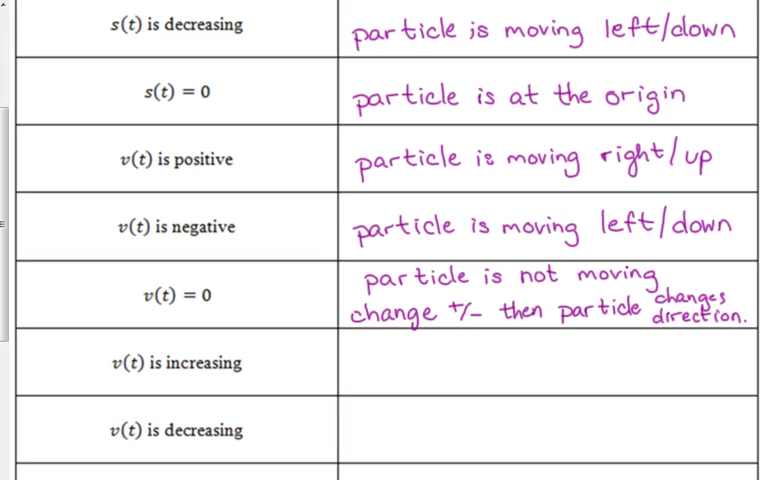 s(t) is decreasing
particle is moving left/down
s(t) = 0
particle is at the origin
v(t) is positive
particle is moving right/up
v(t) is negative
particle is moving left/down
v(t) = 0
particle is not moving
change +/- then particle changes direction.
v(t) is increasing
v(t) is decreasing